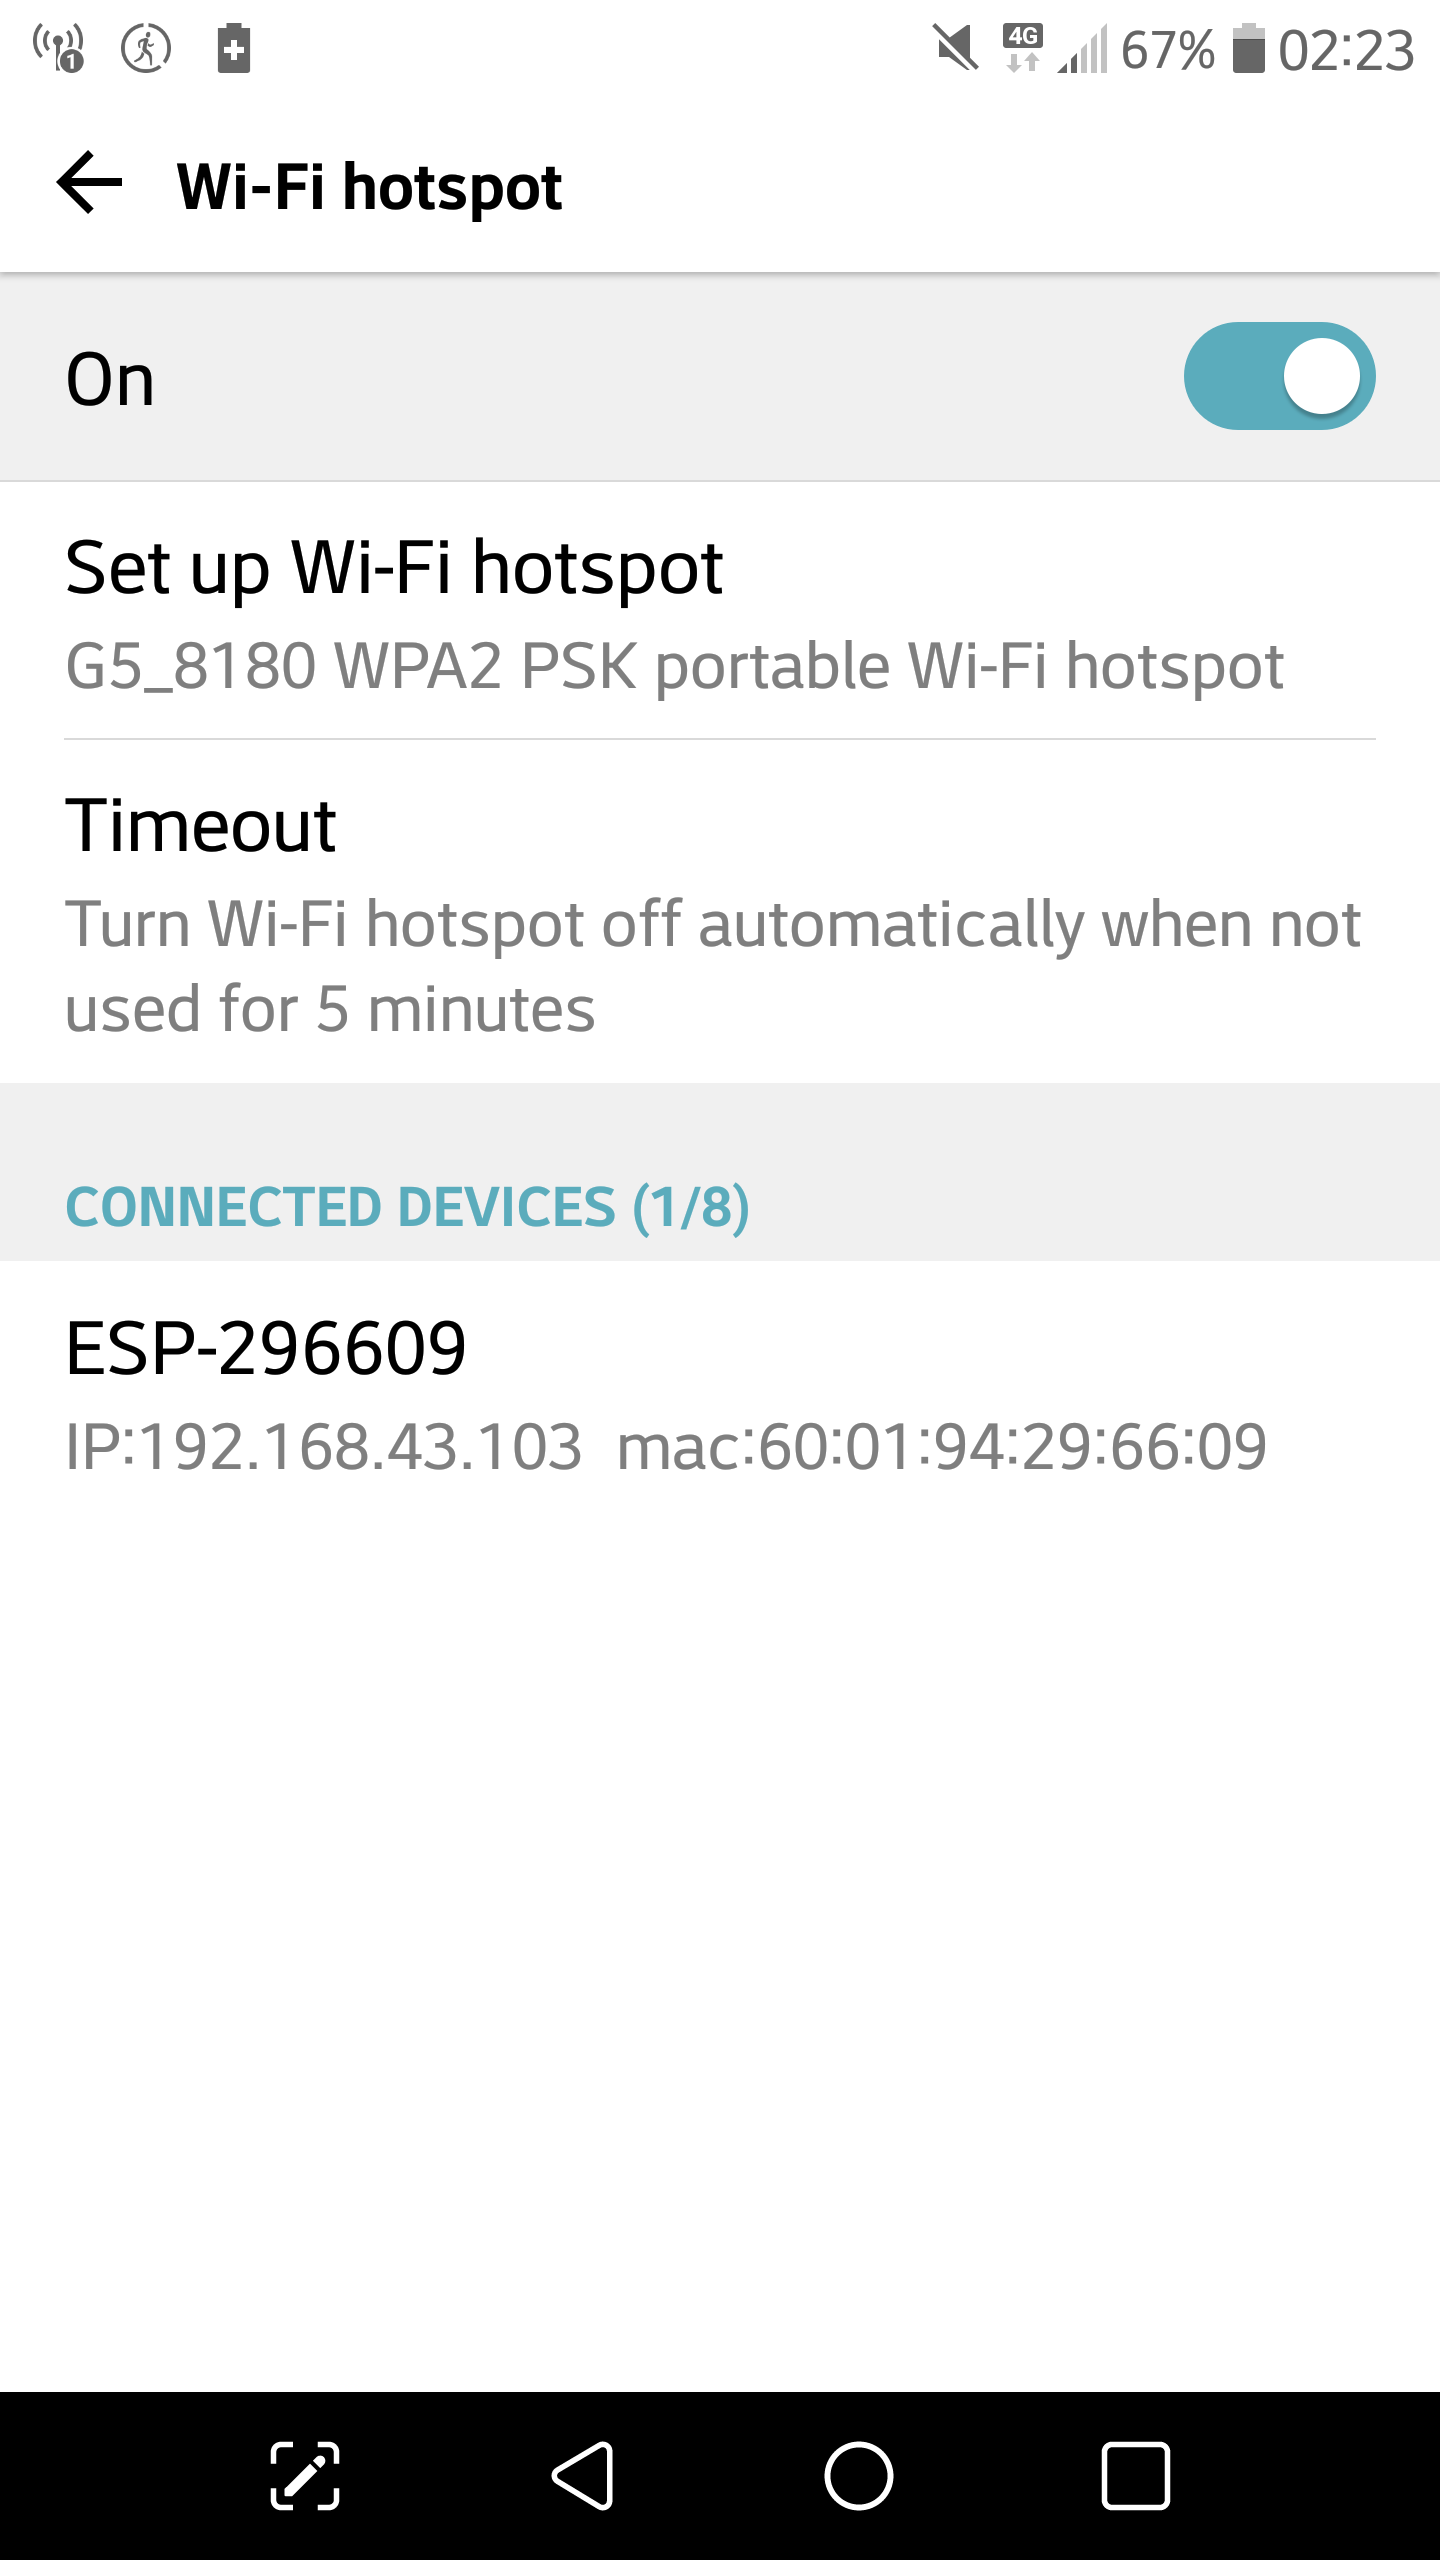 1 4G 67% 02:23
Wi-Fi hotspot
On
Set up Wi-Fi hotspot
G5_8180 WPA2 PSK portable Wi-Fi hotspot
Timeout
Turn Wi-Fi hotspot off automatically when not
used for 5 minutes
CONNECTED DEVICES (1/8)
ESP-296609
IP:192.168.43.103 mac:60:01:94:29:66:09